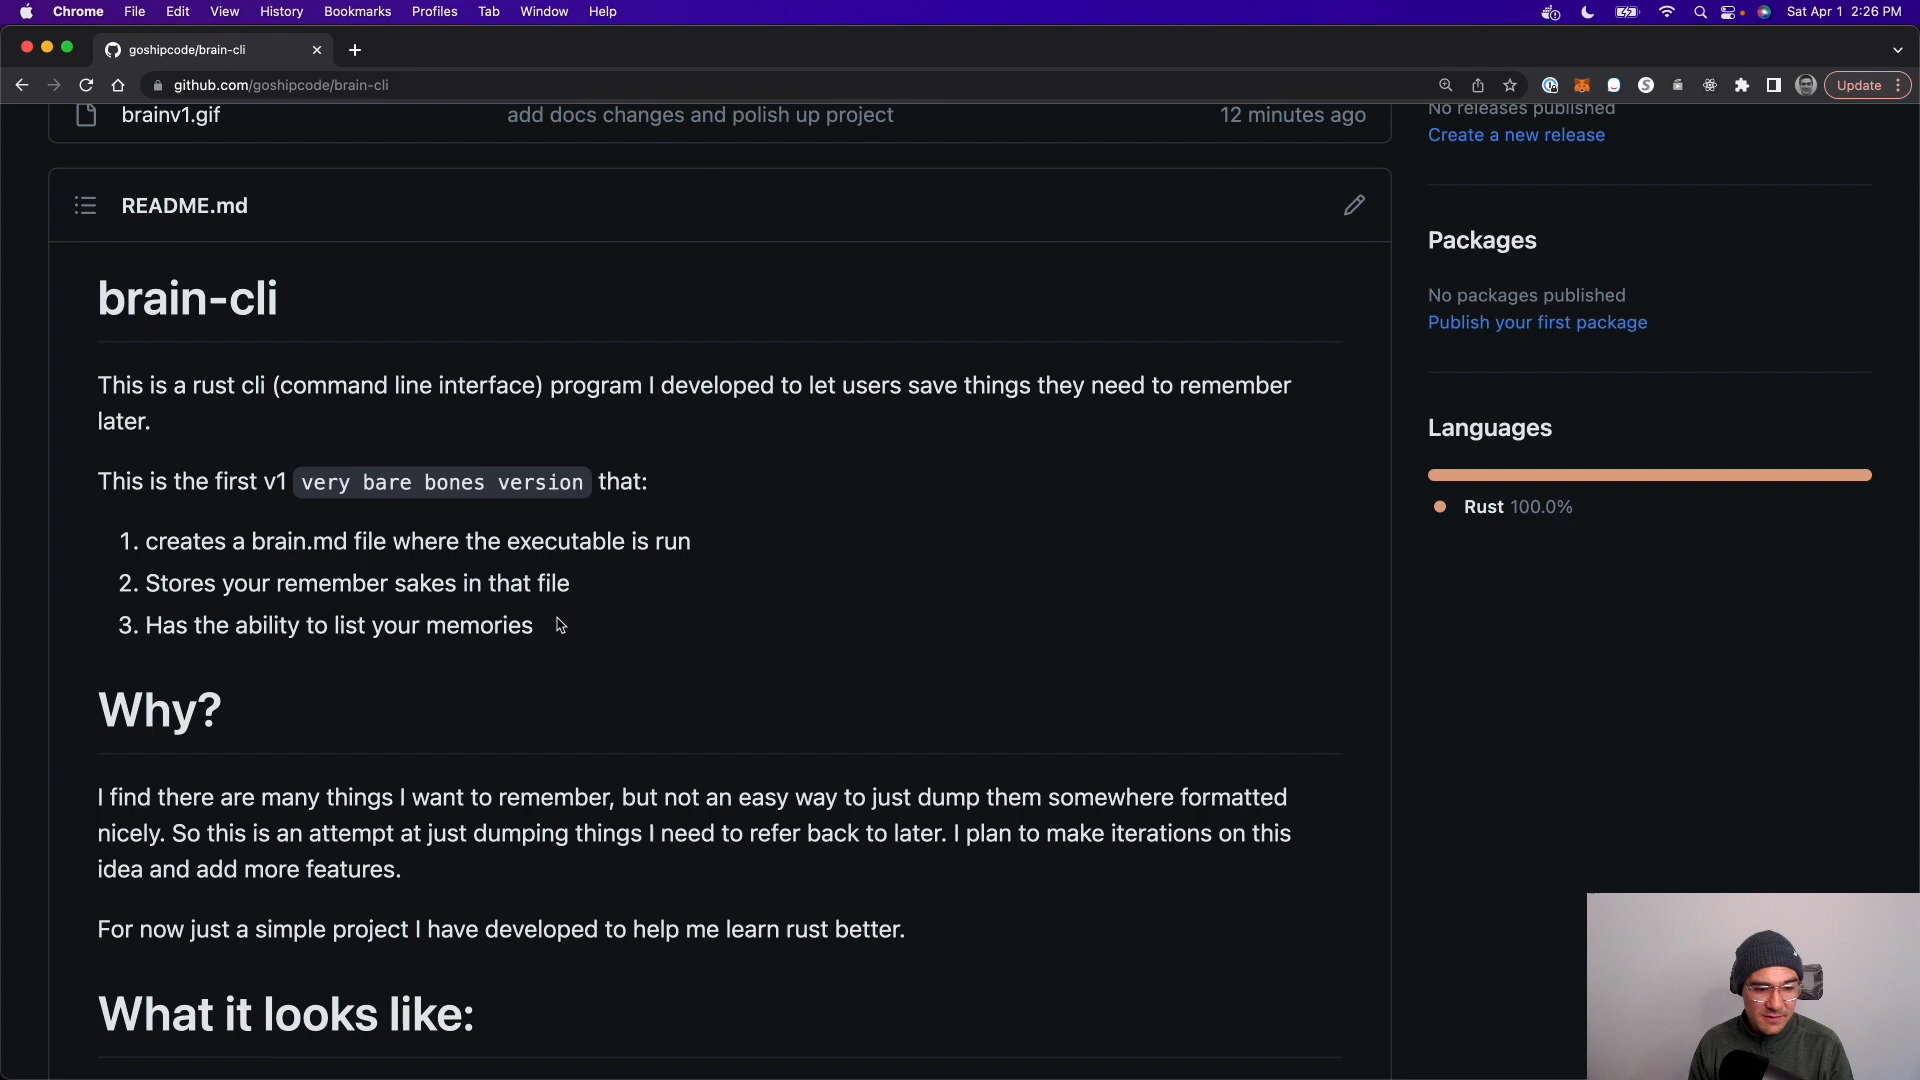 Chrome File Edit View History Bookmarks Profiles Tab Window Help Sat Apr 1 2:26 PM
goshipcode/brain-cli
github.com/goshipcode/brain-cli Update
brainv1.gif add docs changes and polish up project 12 minutes ago
No releases published
Create a new release
README.md
Packages
No packages published
Publish your first package
Languages
Rust 100.0%
brain-cli
This is a rust cli (command line interface) program I developed to let users save things they need to remember
later.
This is the first v1 very bare bones version that:
1. creates a brain.md file where the executable is run
2. Stores your remember sakes in that file
3. Has the ability to list your memories
Why?
I find there are many things I want to remember, but not an easy way to just dump them somewhere formatted
nicely. So this is an attempt at just dumping things I need to refer back to later. I plan to make iterations on this
idea and add more features.
For now just a simple project I have developed to help me learn rust better.
What it looks like: